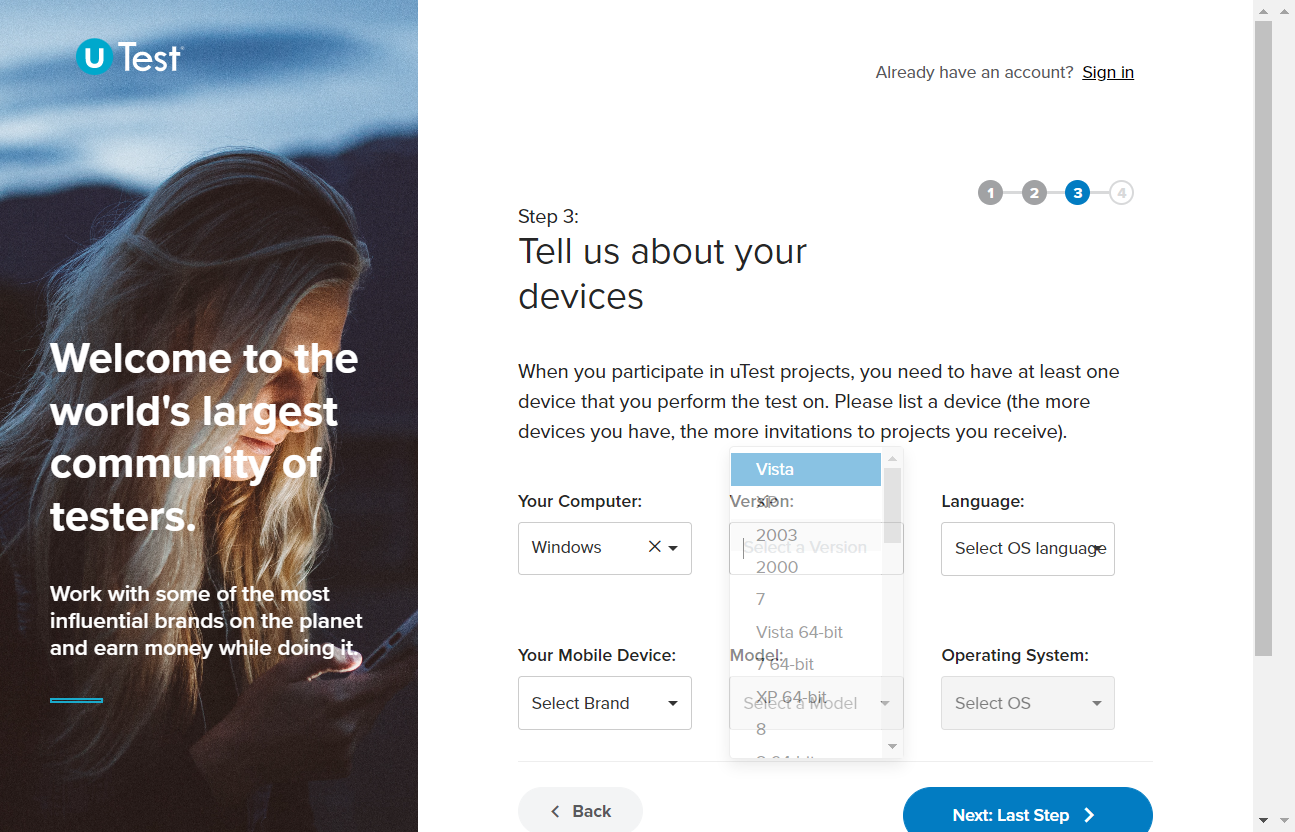 U Test
Already have an account? Sign in
1 2 3 4
Step 3:
Tell us about your
devices
Welcome to the
world's largest
community of
testers.
Work with some of the most
influential brands on the planet
and earn money while doing it.
When you participate in uTest projects, you need to have at least one
device that you perform the test on. Please list a device (the more
devices you have, the more invitations to projects you receive).
Your Computer:
Windows
Version:
Select a Version
Language:
Select OS language
Vista
XP
2003
2000
7
Vista 64-bit
7 64-bit
XP 64-bit
8
Your Mobile Device:
Select Brand
Model:
Select a Model
Operating System:
Select OS
Back
Next: Last Step